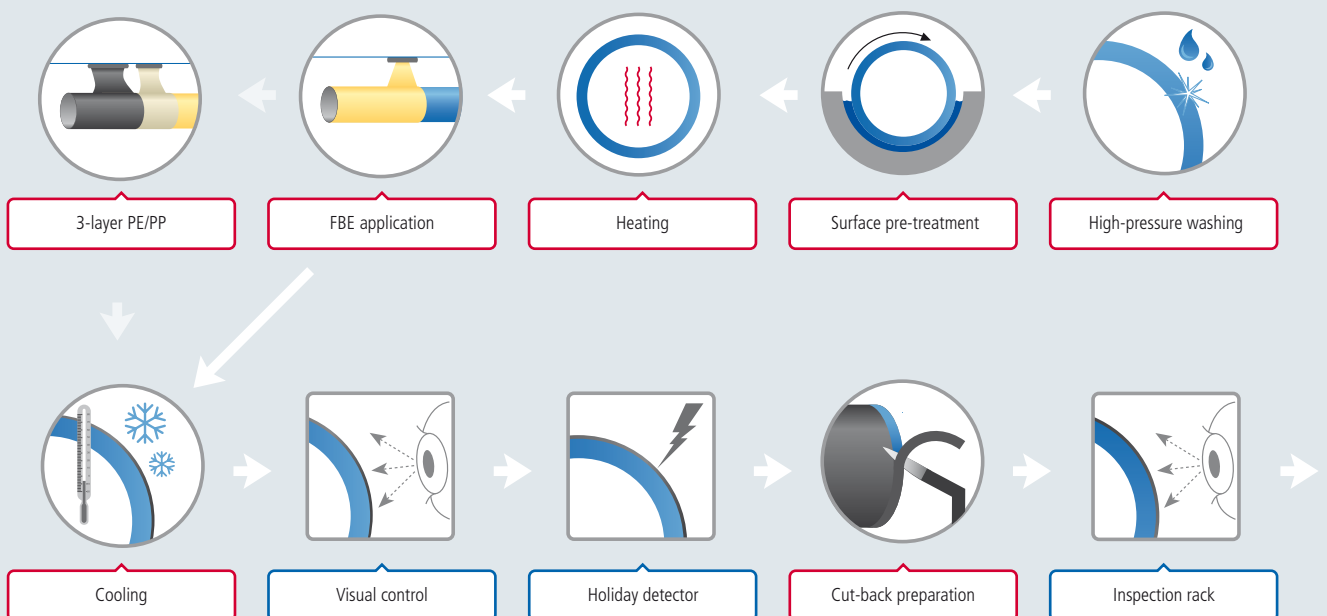 3-layer PE/PP
FBE application
Heating
Surface pre-treatment
High-pressure washing
Cooling
Visual control
Holiday detector
Cut-back preparation
Inspection rack